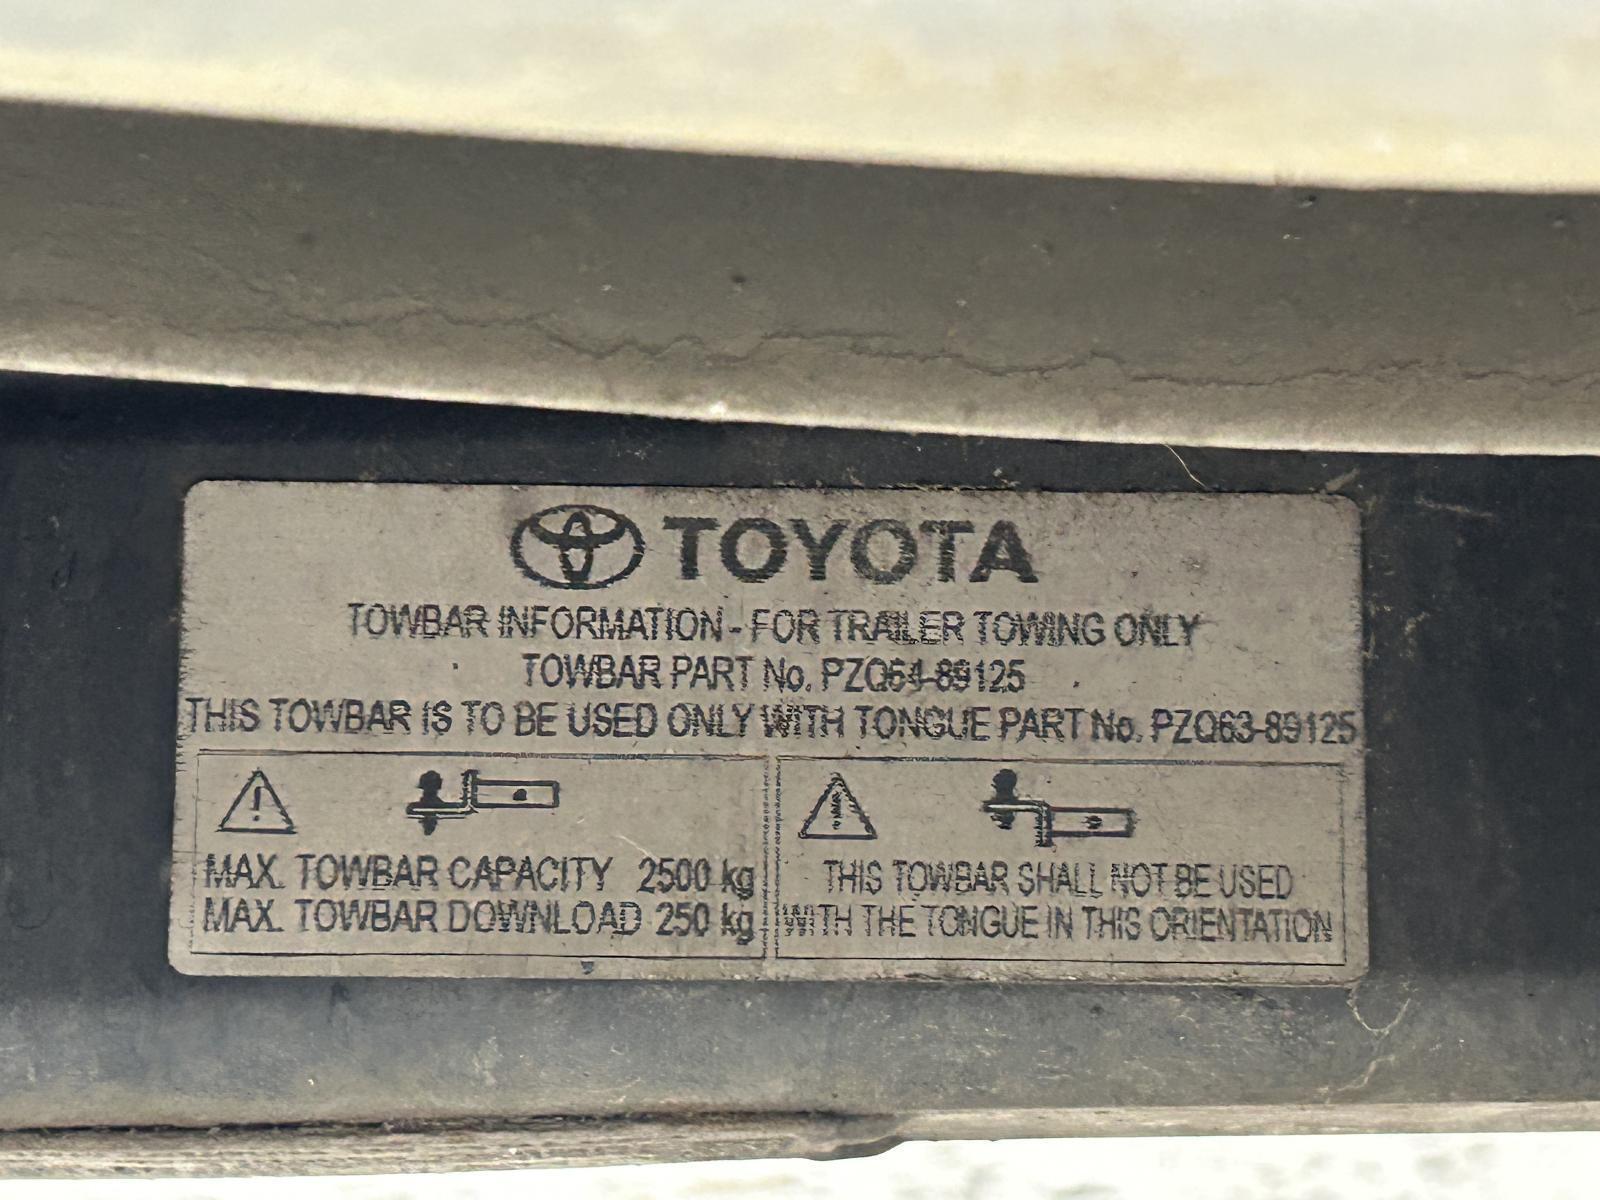 TOYOTA
TOWBAR INFORMATION - FOR TRAILER TOWING ONLY
TOWBAR PART No. PZQ64-89125
THIS TOWBAR IS TO BE USED ONLY WITH TONGUE PART No. PZQ63-89125
MAX. TOWBAR CAPACITY 2500 kg
MAX. TOWBAR DOWNLOAD 250 kg
THIS TOWBAR SHALL NOT BE USED
WITH THE TONGUE IN THIS ORIENTATION